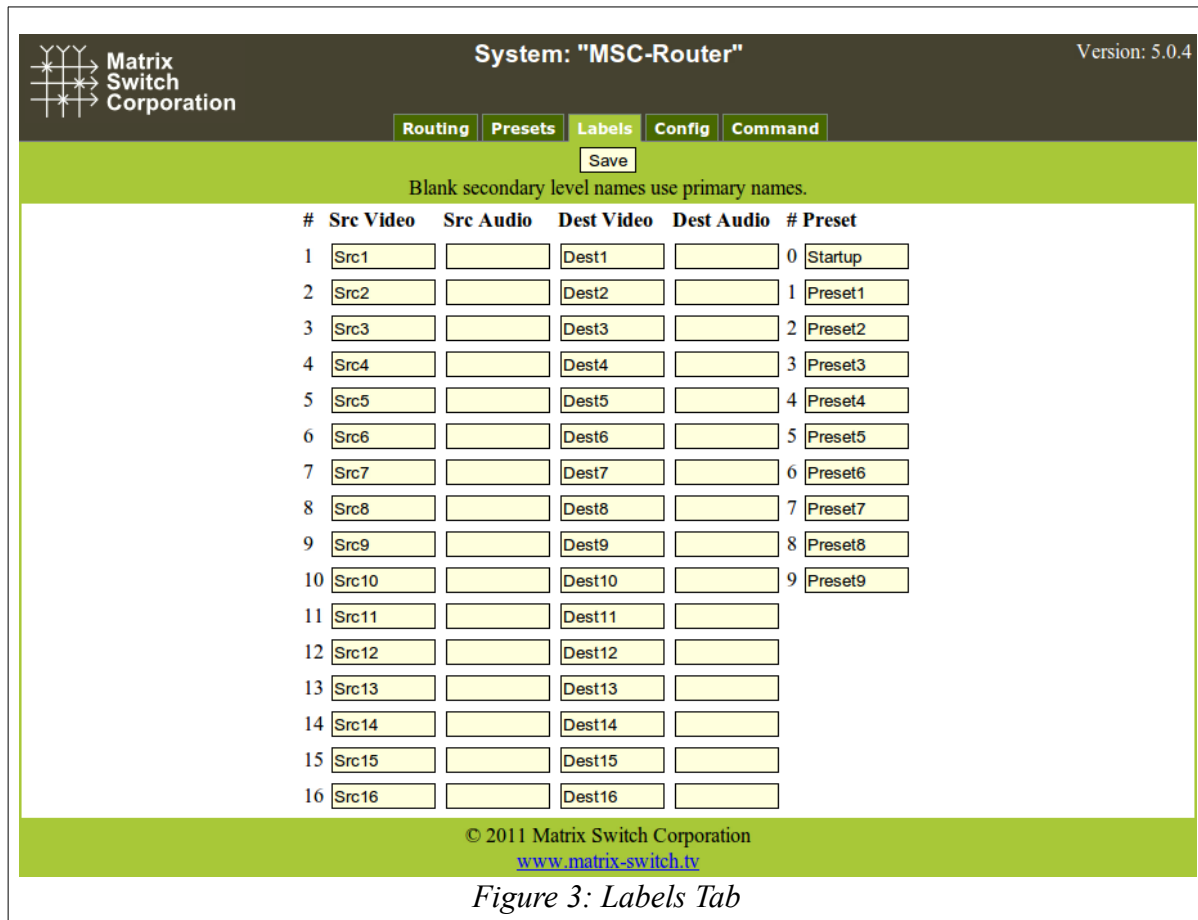 Matrix
Switch
Corporation
System: "MSC-Router"
Version: 5.0.4
Routing Presets Labels Config Command
Save
Blank secondary level names use primary names.
# Src Video Src Audio Dest Video Dest Audio # Preset
1 Src1 Dest1 0 Startup
2 Src2 Dest2 1 Preset1
3 Src3 Dest3 2 Preset2
4 Src4 Dest4 3 Preset3
5 Src5 Dest5 4 Preset4
6 Src6 Dest6 5 Preset5
7 Src7 Dest7 6 Preset6
8 Src8 Dest8 7 Preset7
9 Src9 Dest9 8 Preset8
10 Src10 Dest10 9 Preset9
11 Src11 Dest11
12 Src12 Dest12
13 Src13 Dest13
14 Src14 Dest14
15 Src15 Dest15
16 Src16 Dest16
© 2011 Matrix Switch Corporation
www.matrix-switch.tv
Figure 3: Labels Tab